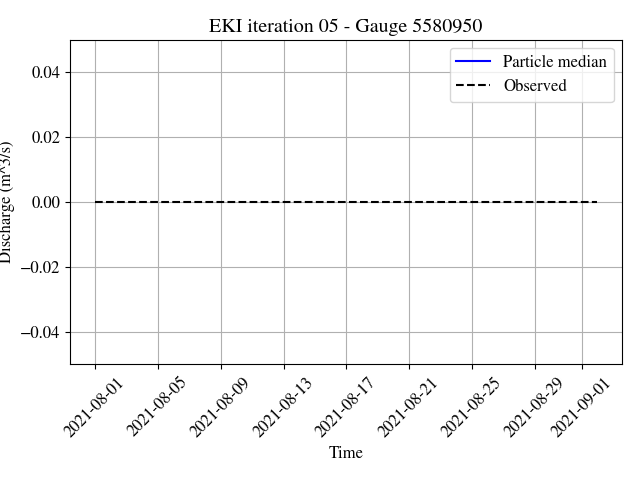 EKI iteration 05 - Gauge 5580950
Particle median
Observed
Discharge (m^3/s)
0.04
0.02
0.00
−0.02
−0.04
2021-08-01
2021-08-05
2021-08-09
2021-08-13
2021-08-17
2021-08-21
2021-08-25
2021-08-29
2021-09-01
Time